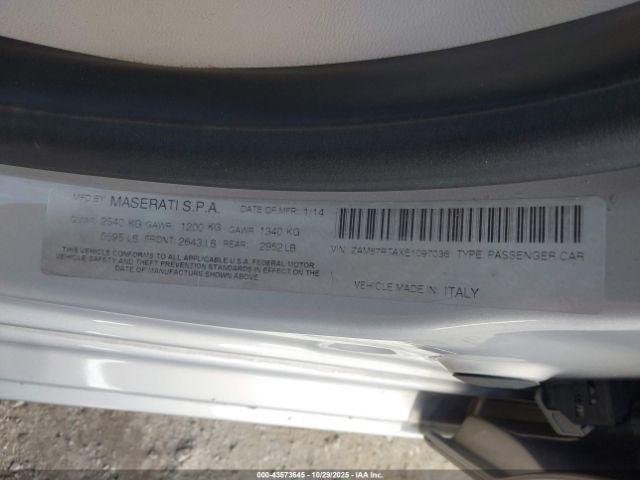 MFD BY MASERATI S.P.A. DATE OF MFR: 1/14
GVWR: 2540 KG GAWR: 1200 KG GAWR: 1340 KG
5595 LB FRONT: 2643 LB REAR: 2952 LB
THIS VEHICLE CONFORMS TO ALL APPLICABLE U.S.A. FEDERAL MOTOR
VEHICLE SAFETY AND THEFT PREVENTION STANDARDS IN EFFECT ON THE
DATE OF MANUFACTURE SHOWN ABOVE.
VIN: ZAM57RTAXE1097036 TYPE: PASSENGER CAR
VEHICLE MADE IN: ITALY
000-43573645 - 10/29/2025 - IAA Inc.